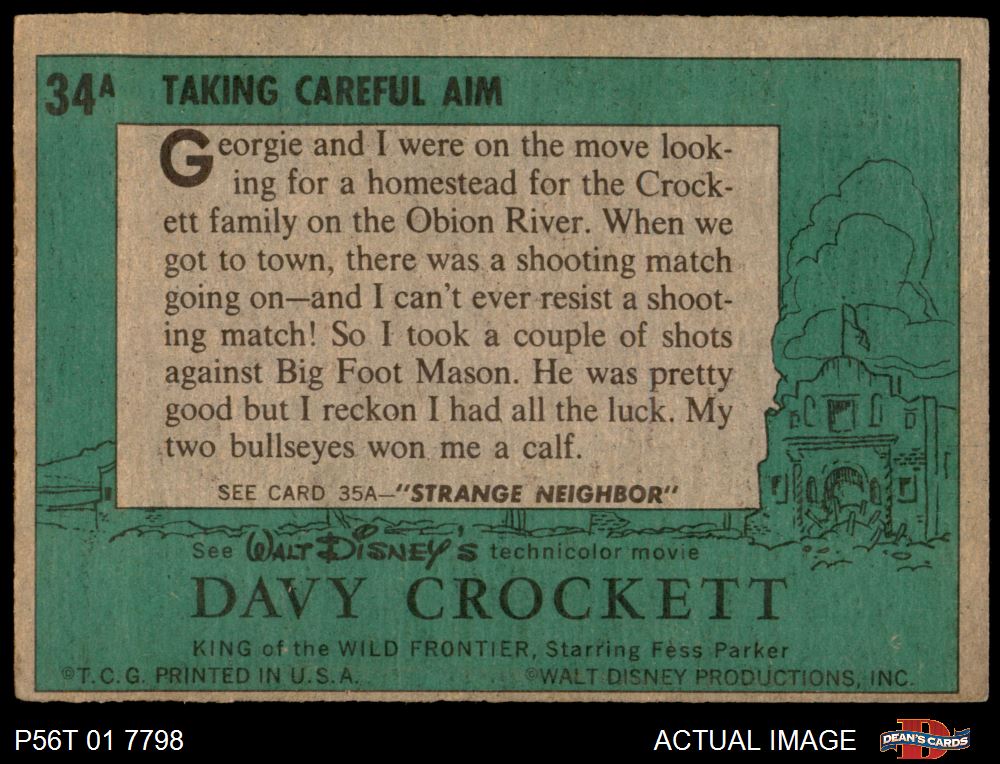 34A TAKING CAREFUL AIM
Georgie and I were on the move look-
ing for a homestead for the Crock-
ett family on the Obion River. When we
got to town, there was a shooting match
going on—and I can't ever resist a shoot-
ing match! So I took a couple of shots
against Big Foot Mason. He was pretty
good but I reckon I had all the luck. My
two bullseyes won me a calf.
SEE CARD 35A—"STRANGE NEIGHBOR"
See WALT DISNEY'S technicolor movie
DAVY CROCKETT
KING of the WILD FRONTIER, Starring Fess Parker
©T.C.G. PRINTED IN U.S.A. ©WALT DISNEY PRODUCTIONS, INC.
P56T 01 7798 ACTUAL IMAGE DEAN'S CARDS